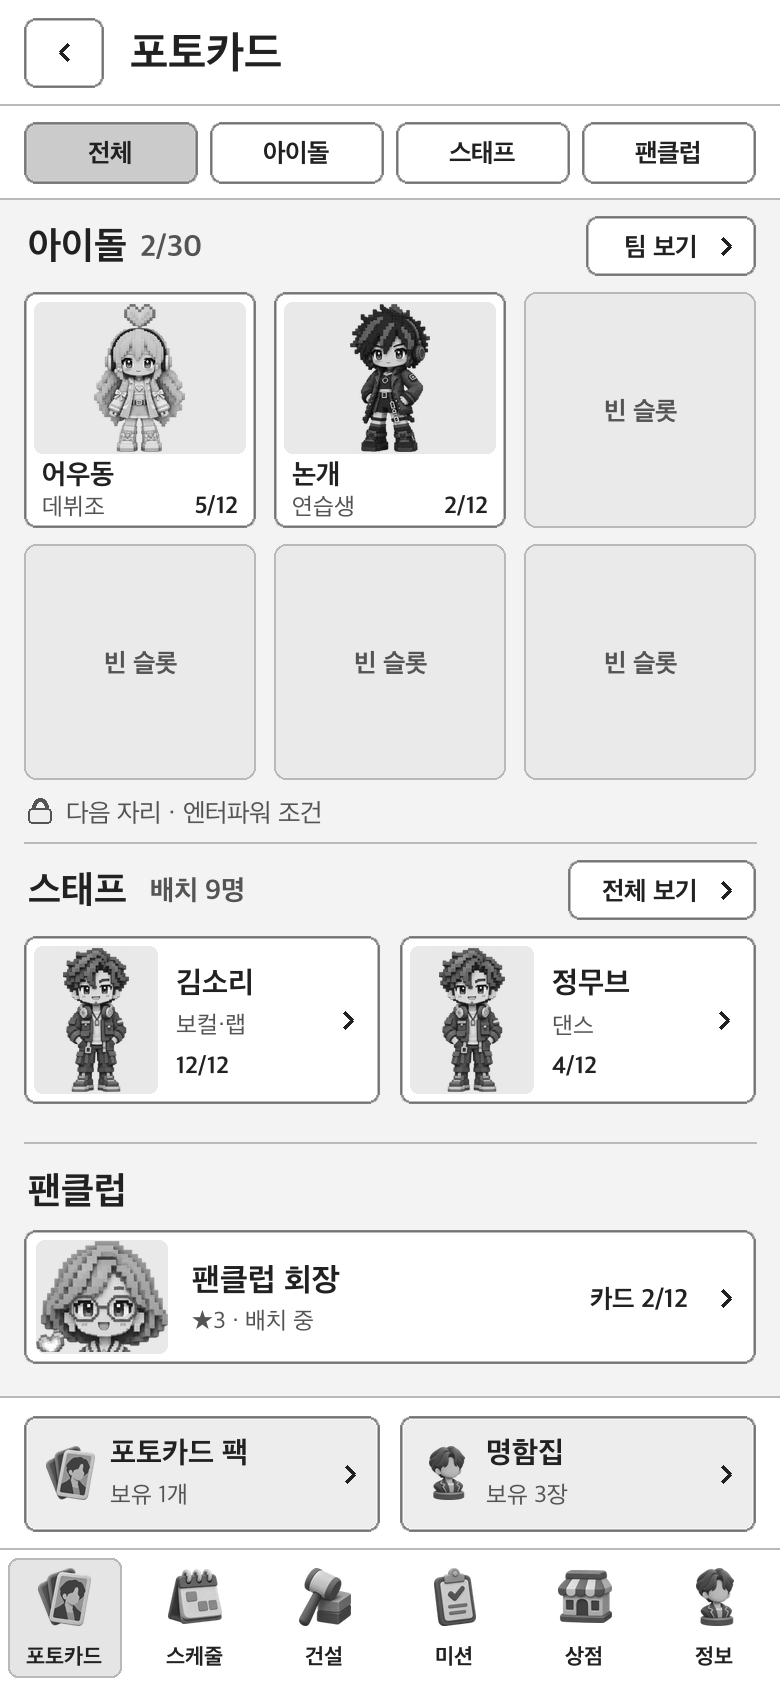 포토카드
전체
아이돌
스태프
팬클럽
아이돌 2/30
팀 보기
어우동
데뷔조 5/12
논개
연습생 2/12
빈 슬롯
빈 슬롯
빈 슬롯
빈 슬롯
다음 자리 · 엔터파워 조건
스태프 배치 9명
전체 보기
김소리
보컬·랩
12/12
정무브
댄스
4/12
팬클럽
팬클럽 회장
★3 · 배치 중
카드 2/12
포토카드 팩
보유 1개
명함집
보유 3장
포토카드
스케줄
건설
미션
상점
정보